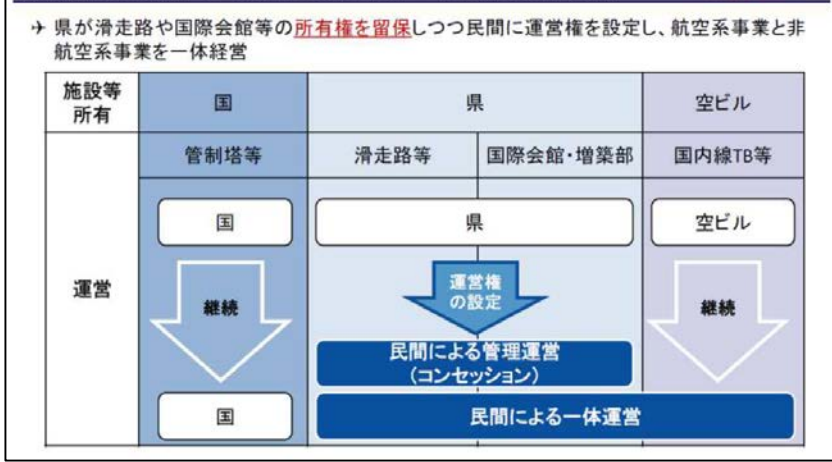 ✈ 県が滑走路や国際会館等の所有権を留保しつつ民間に運営権を設定し、航空系事業と非
航空系事業を一体経営
施設等
所有
国
県
空ビル
管制塔等
滑走路等
国際会館・増築部
国内線TB等
運営
国
県
空ビル
継続
運営権
の設定
継続
民間による管理運営
(コンセッション)
国
民間による一体運営